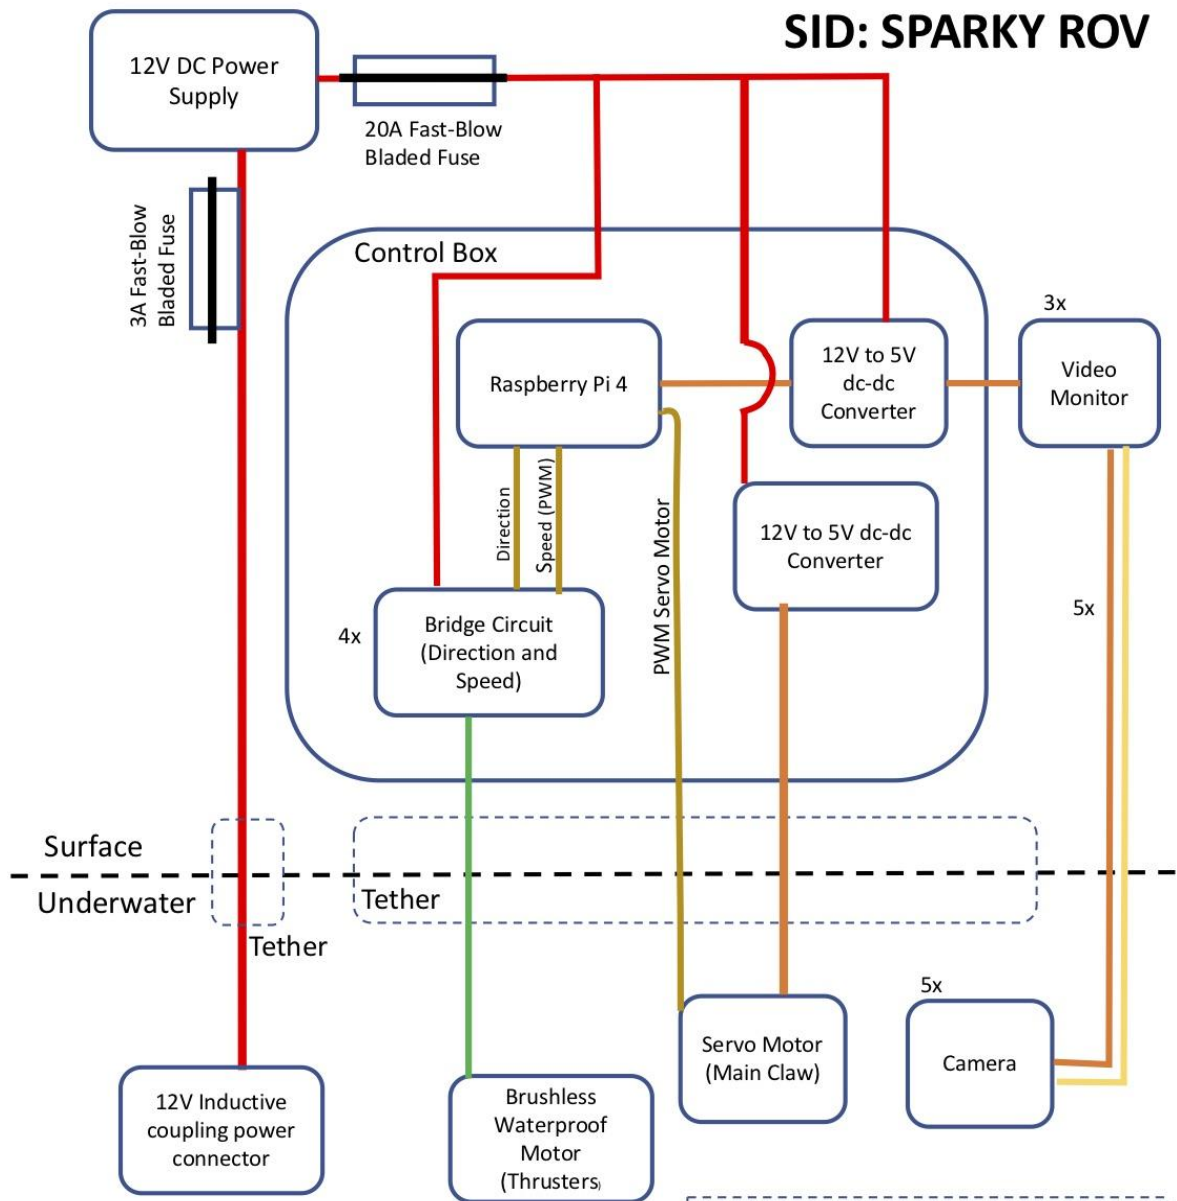 SID: SPARKY ROV
12V DC Power
Supply
20A Fast-Blow
Bladed Fuse
3A Fast-Blow
Bladed Fuse
Control Box
Raspberry Pi 4
12V to 5V
dc-dc
Converter
3x
Video
Monitor
Direction
Speed (PWM)
PWM Servo Motor
12V to 5V dc-dc
Converter
4x
Bridge Circuit
(Direction and
Speed)
5x
Surface
Underwater
Tether
Tether
12V Inductive
coupling power
connector
Brushless
Waterproof
Motor
(Thrusters)
Servo Motor
(Main Claw)
5x
Camera